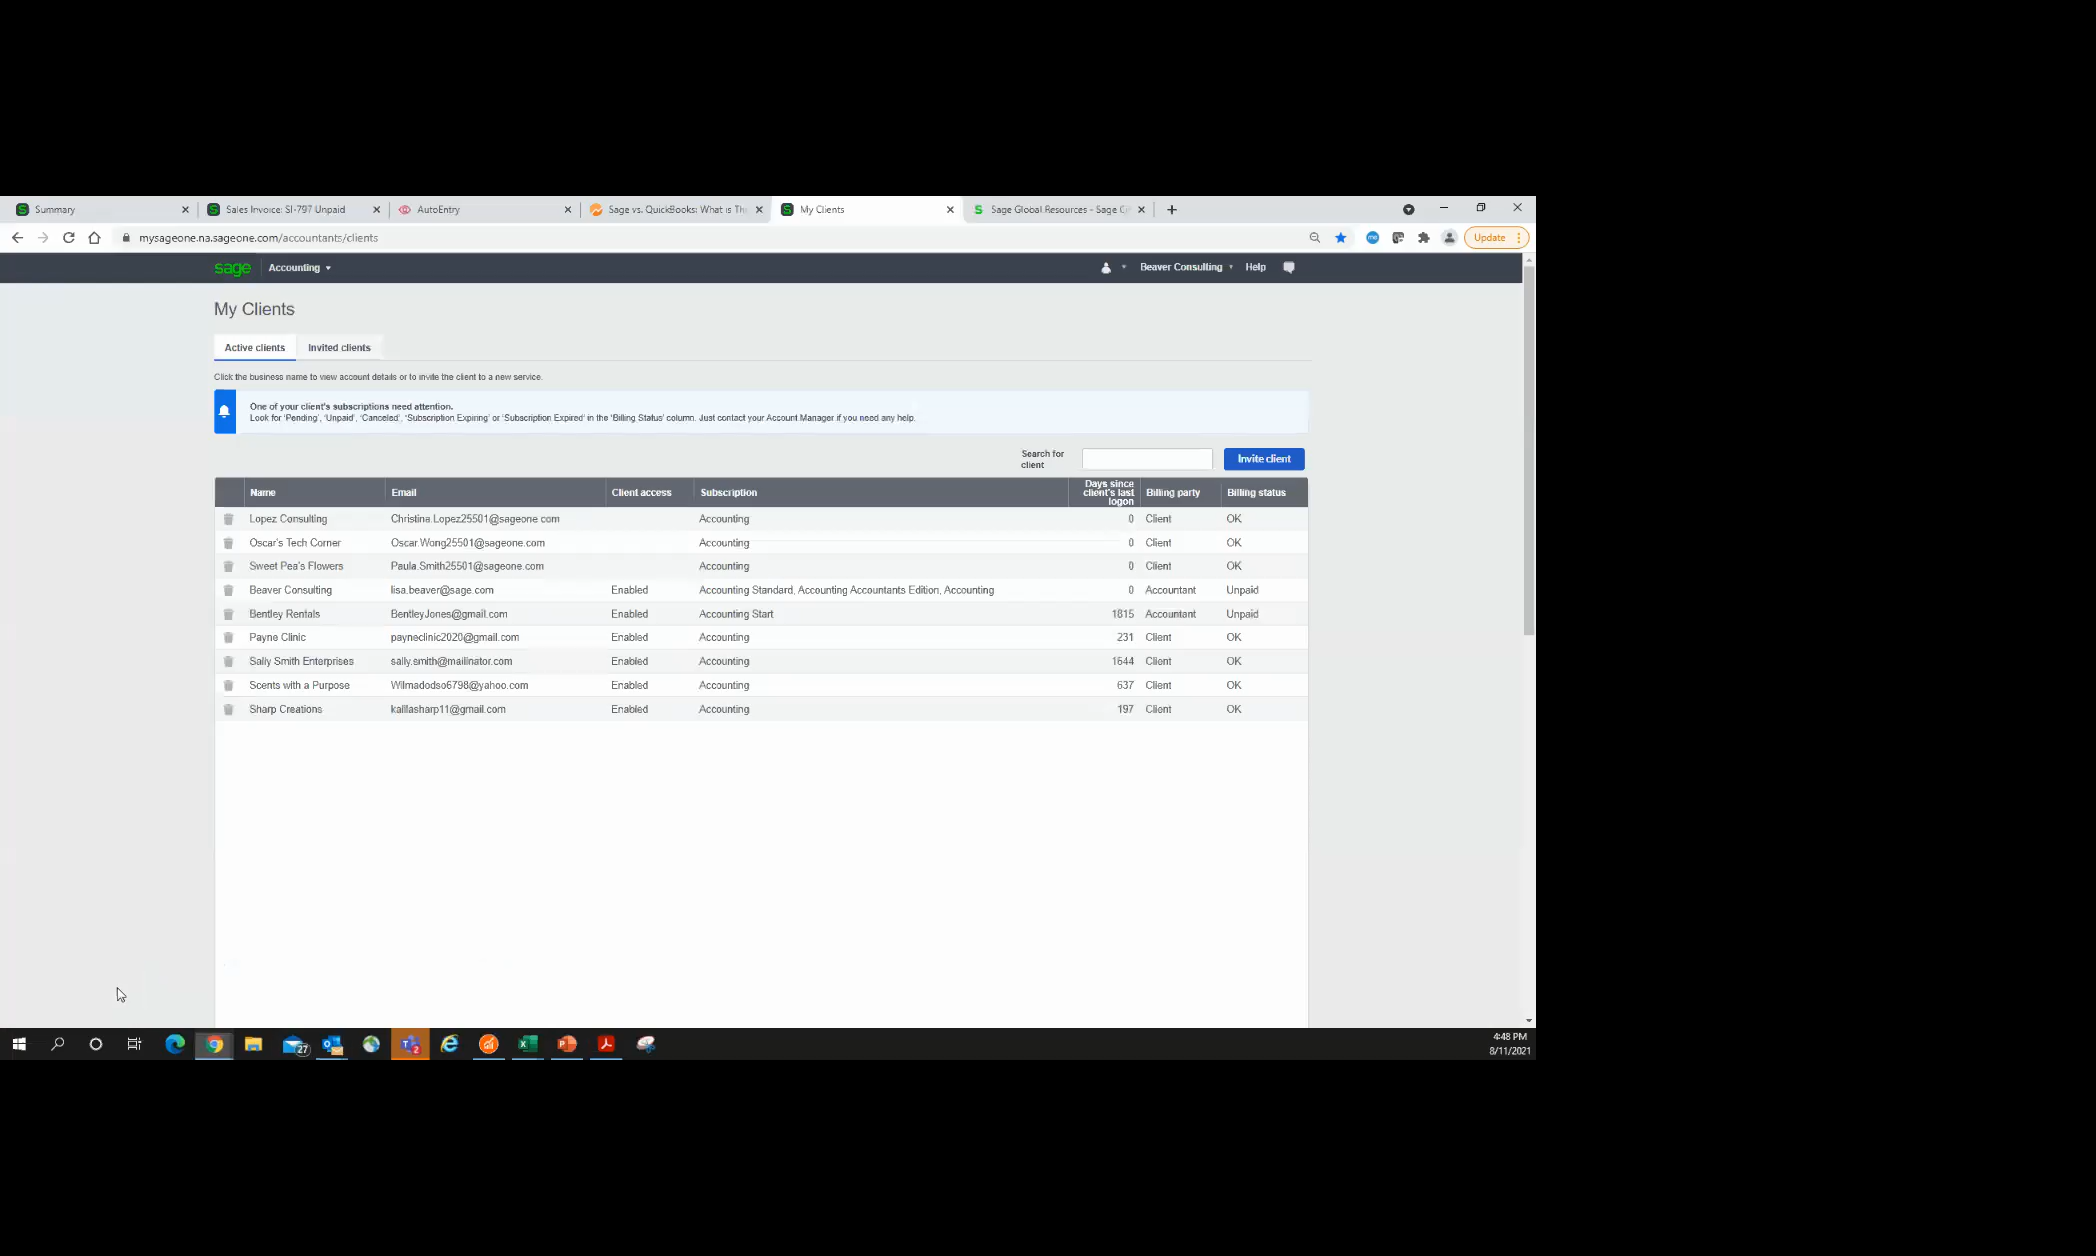 Summary
Sales Invoice: SI-797 Unpaid
AutoEntry
Sage vs. QuickBooks: What is Th
My Clients
Sage Global Resources - Sage C
mysageone.na.sageone.com/accountants/clients
Update
sage
Accounting
Beaver Consulting
Help
My Clients
Active clients
Invited clients
Click the business name to view account details or to invite the client to a new service.
One of your client's subscriptions need attention.
Look for 'Pending', 'Unpaid', 'Canceled', 'Subscription Expiring' or 'Subscription Expired' in the 'Billing Status' column. Just contact your Account Manager if you need any help.
Search for
client
Invite client
Name Email Client access Subscription Days since client's last logon Billing party Billing status
Lopez Consulting Christina.Lopez25501@sageone.com Accounting 0 Client OK
Oscar's Tech Corner Oscar.Wong25501@sageone.com Accounting 0 Client OK
Sweet Pea's Flowers Paula.Smith25501@sageone.com Accounting 0 Client OK
Beaver Consulting lisa.beaver@sage.com Enabled Accounting Standard, Accounting Accountants Edition, Accounting 0 Accountant Unpaid
Bentley Rentals BentleyJones@gmail.com Enabled Accounting Start 1815 Accountant Unpaid
Payne Clinic payneclinic2020@gmail.com Enabled Accounting 231 Client OK
Sally Smith Enterprises sally.smith@mailinator.com Enabled Accounting 1644 Client OK
Scents with a Purpose Wilmadodso6798@yahoo.com Enabled Accounting 637 Client OK
Sharp Creations Enabled Accounting 197 Client OK
27
2
4:48 PM
8/11/2021